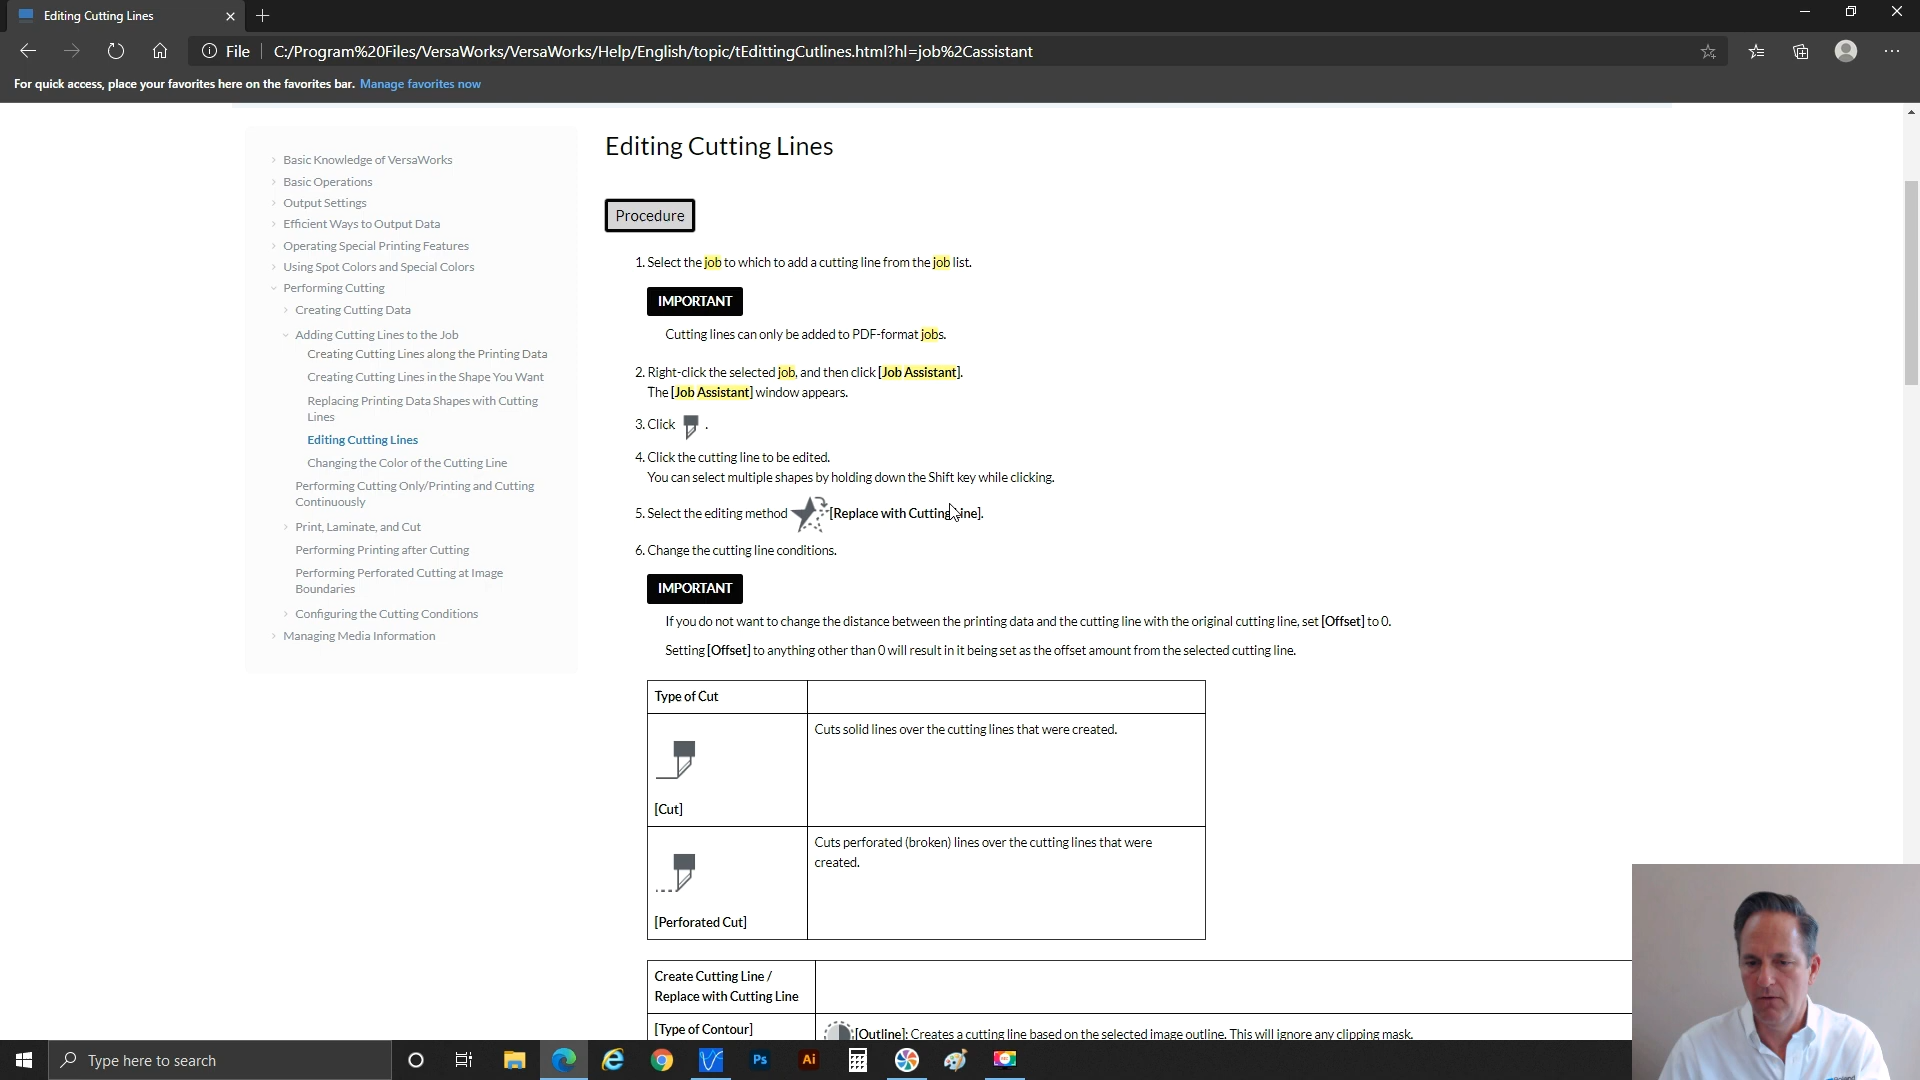 Editing Cutting Lines
File
C:/Program%20Files/VersaWorks/VersaWorks/Help/English/topic/tEdittingCutlines.html?hl=job%2Cassistant
For quick access, place your favorites here on the favorites bar. Manage favorites now
Basic Knowledge of VersaWorks
Basic Operations
Output Settings
Efficient Ways to Output Data
Operating Special Printing Features
Using Spot Colors and Special Colors
Performing Cutting
Creating Cutting Data
Adding Cutting Lines to the Job
Creating Cutting Lines along the Printing Data
Creating Cutting Lines in the Shape You Want
Replacing Printing Data Shapes with Cutting
Lines
Editing Cutting Lines
Changing the Color of the Cutting Line
Performing Cutting Only/Printing and Cutting
Continuously
Print, Laminate, and Cut
Performing Printing after Cutting
Performing Perforated Cutting at Image
Boundaries
Configuring the Cutting Conditions
Managing Media Information
Editing Cutting Lines
Procedure
1. Select the job to which to add a cutting line from the job list.
IMPORTANT
Cutting lines can only be added to PDF-format jobs.
2. Right-click the selected job, and then click [Job Assistant].
The [Job Assistant] window appears.
3. Click .
4. Click the cutting line to be edited.
You can select multiple shapes by holding down the Shift key while clicking.
5. Select the editing method [Replace with Cutting Line].
6. Change the cutting line conditions.
IMPORTANT
If you do not want to change the distance between the printing data and the cutting line with the original cutting line, set [Offset] to 0.
Setting [Offset] to anything other than 0 will result in it being set as the offset amount from the selected cutting line.
Type of Cut
Cuts solid lines over the cutting lines that were created.
[Cut]
Cuts perforated (broken) lines over the cutting lines that were
created.
[Perforated Cut]
Create Cutting Line /
Replace with Cutting Line
[Type of Contour]
[Outline]: Creates a cutting line based on the selected image outline. This will ignore any clipping mask.
Type here to search
Ps
Ai